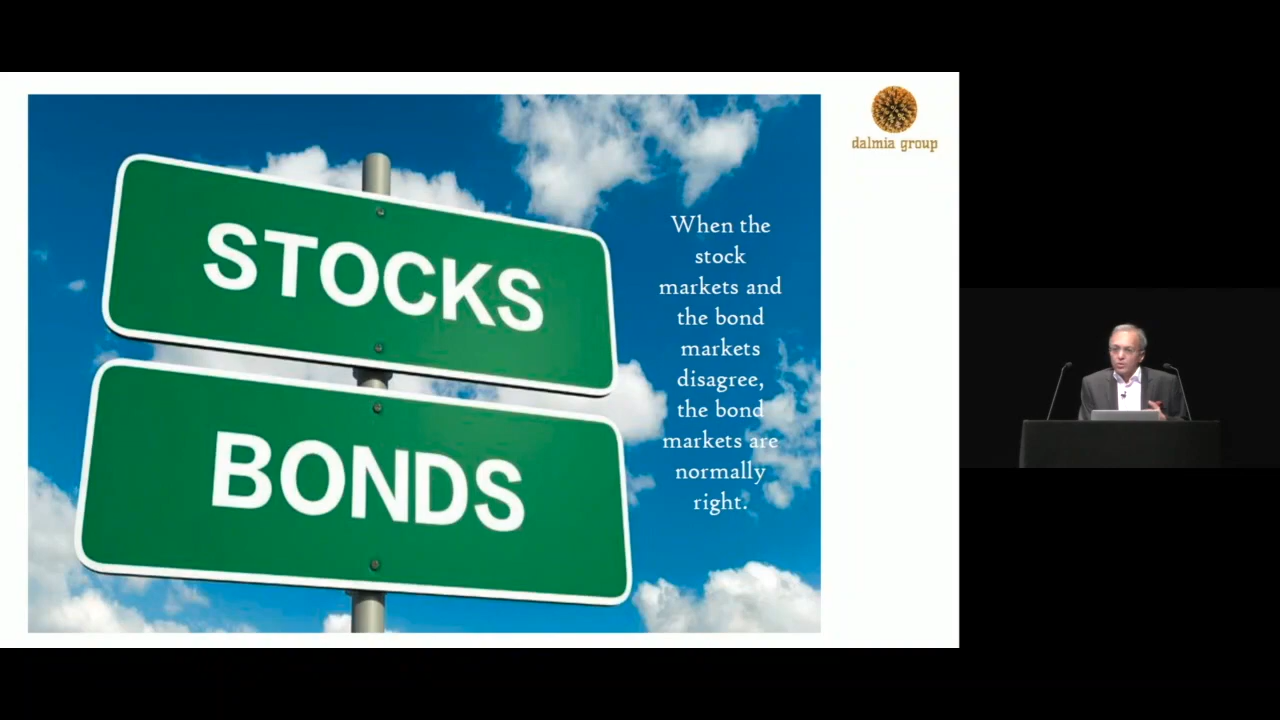 dalmia group
STOCKS
BONDS
When the
stock
markets and
the bond
markets
disagree,
the bond
markets are
normally
right.